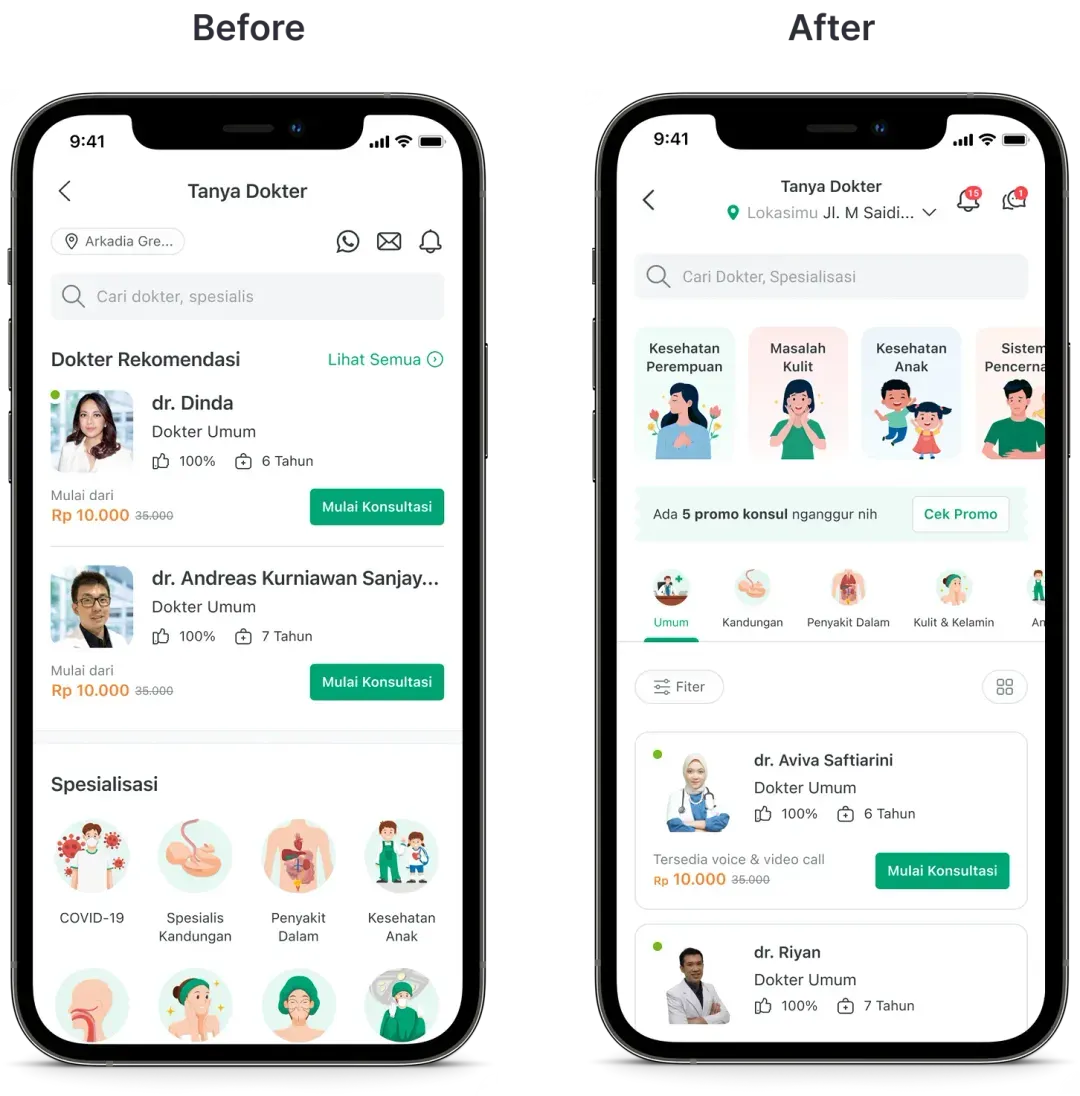 Before
9:41
Tanya Dokter
Arkadia Gre...
Cari dokter, spesialis
Dokter Rekomendasi
Lihat Semua
dr. Dinda
Dokter Umum
100% 6 Tahun
Mulai dari
Rp 10.000 35.000
Mulai Konsultasi
dr. Andreas Kurniawan Sanjay...
Dokter Umum
100% 7 Tahun
Mulai dari
Rp 10.000 35.000
Mulai Konsultasi
Spesialisasi
COVID-19
Spesialis
Kandungan
Penyakit
Dalam
Kesehatan
Anak
After
9:41
Tanya Dokter
Lokasimu Jl. M Saidi...
15
1
Cari Dokter, Spesialisasi
Kesehatan
Perempuan
Masalah
Kulit
Kesehatan
Anak
Sistem
Pencerna
Ada 5 promo konsul nganggur nih
Cek Promo
Umum
Kandungan
Penyakit Dalam
Kulit & Kelamin
An
Fiter
dr. Aviva Saftiarini
Dokter Umum
100% 6 Tahun
Tersedia voice & video call
Rp 10.000 35.000
Mulai Konsultasi
dr. Riyan
Dokter Umum
100% 7 Tahun